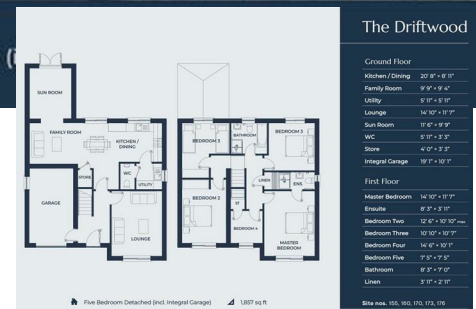 The Driftwood
SUN ROOM
FAMILY ROOM
KITCHEN /
DINING
STORE
WC
UTILITY
GARAGE
LOUNGE
BEDROOM 3
BATHROOM
BEDROOM 3
LINEN
ENS.
BEDROOM 2
ST
BEDROOM 4
MASTER
BEDROOM
Five Bedroom Detached (incl. Integral Garage)
1,857 sq ft
Ground Floor
Kitchen / Dining 20' 8" × 8' 11"
Family Room 9' 9" × 9' 4"
Utility 5' 11" × 5' 11"
Lounge 14' 10" × 11' 7"
Sun Room 11' 6" × 9' 9"
WC 5' 11" × 3' 3"
Store 4' 0" × 3' 3"
Integral Garage 19' 1" × 10' 1"
First Floor
Master Bedroom 14' 10" × 11' 7"
Ensuite 8' 3" × 3' 11"
Bedroom Two 12' 6" × 10' 10" max
Bedroom Three 10' 10" × 10' 7"
Bedroom Four 14' 6" × 10' 1"
Bedroom Five 7' 5" × 7' 5"
Bathroom 8' 3" × 7' 0"
Linen 3' 11" × 2' 11"
Site nos. 155, 160, 170, 173, 176